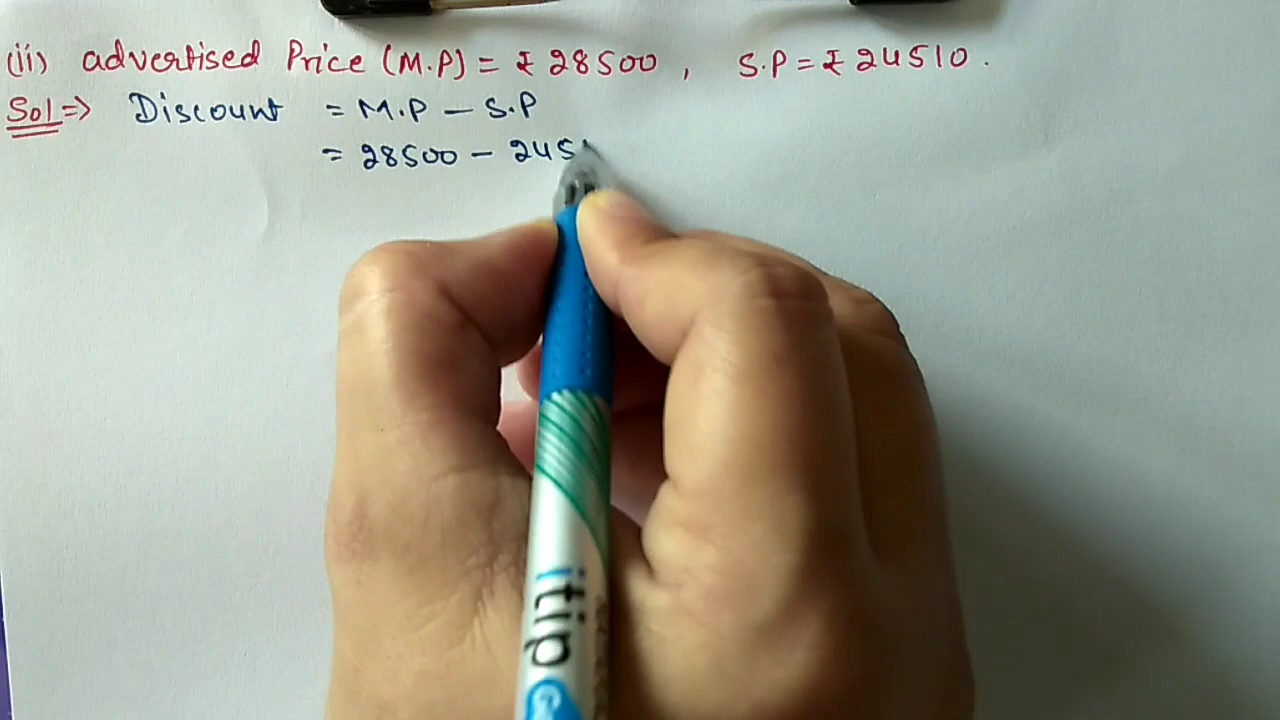 (ii) advertised Price (M.P) = ₹ 28500 , S.P = ₹ 24510 .
Sol => Discount = M.P - S.P
= 28500 - 245
itip